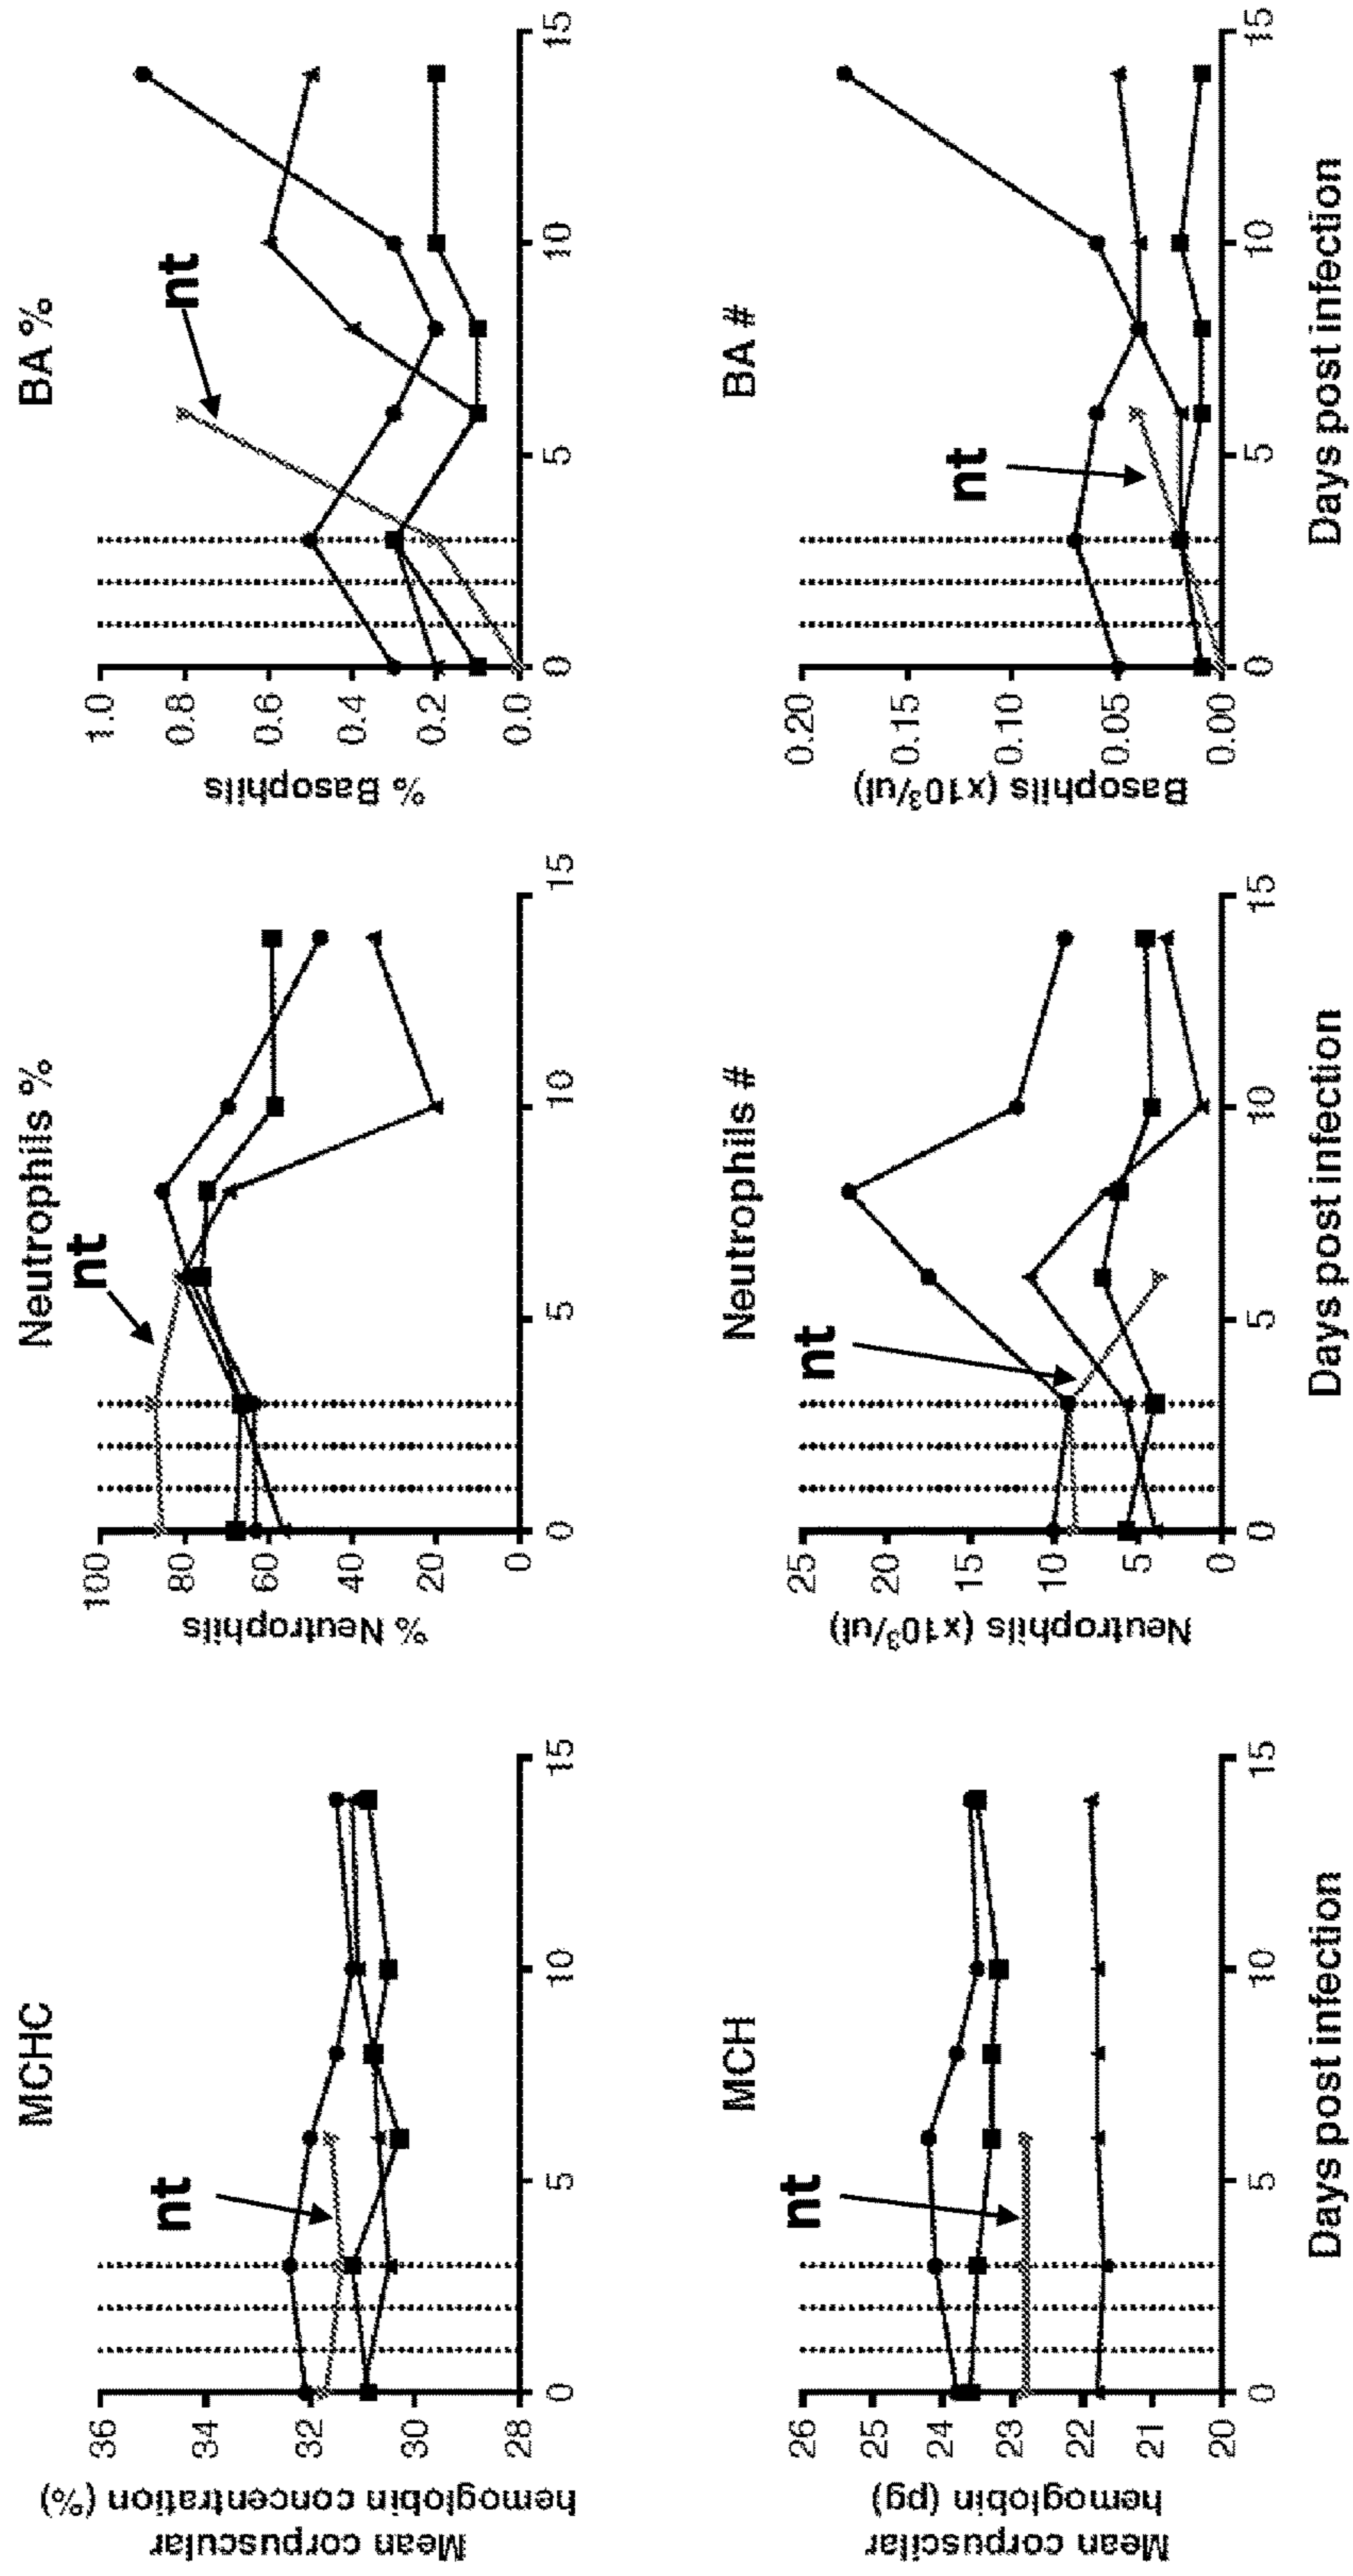 MCHC
Mean corpuscular
hemoglobin concentration (%)
36
34
32
30
28
nt
0 5 10 15
Neutrophils %
% Neutrophils
100
80
60
40
20
0
nt
0 5 10 15
BA %
% Basophils
1.0
0.8
0.6
0.4
0.2
0.0
nt
0 5 10 15
MCH
Mean corpuscilar
hemoglobin (pg)
26
25
24
23
22
21
20
nt
0 5 10 15
Days post infection
Neutrophils #
Neutrophils (x10³/ul)
25
20
15
10
5
0
nt
0 5 10 15
Days post infection
BA #
Basophils (x10³/ul)
0.20
0.15
0.10
0.05
0.00
nt
0 5 10 15
Days post infection